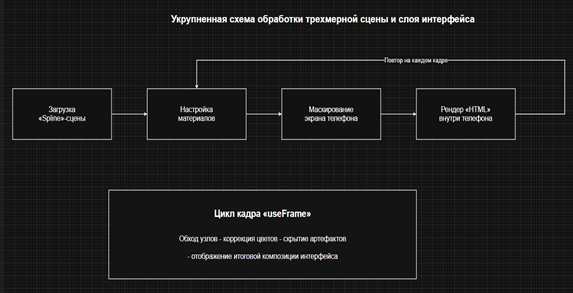 Укрупненная схема обработки трехмерной сцены и слоя интерфейса
Повтор на каждом кадре
Загрузка
«Spline»-сцены
Настройка
материалов
Маскирование
экрана телефона
Рендер «HTML»
внутри телефона
Цикл кадра «useFrame»
Обход узлов - коррекция цветов - скрытие артефактов
- отображение итоговой композиции интерфейса